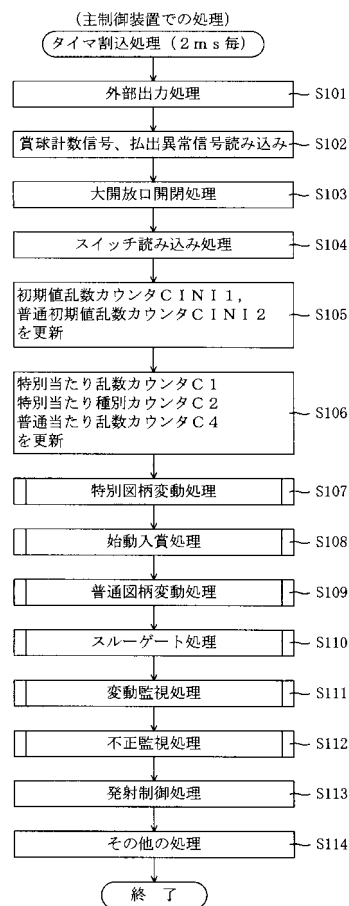 (主制御装置での処理)
タイマ割込処理(2ms毎)
外部出力処理 S101
賞球計数信号、払出異常信号読み込み S102
大開放口開閉処理 S103
スイッチ読み込み処理 S104
初期値乱数カウンタCINI1,
普通初期値乱数カウンタCINI2
を更新
S105
特別当たり乱数カウンタC1
特別当たり種別カウンタC2
普通当たり乱数カウンタC4
を更新
S106
特別図柄変動処理 S107
始動入賞処理 S108
普通図柄変動処理 S109
スルーゲート処理 S110
変動監視処理 S111
不正監視処理 S112
発射制御処理 S113
その他の処理 S114
終了